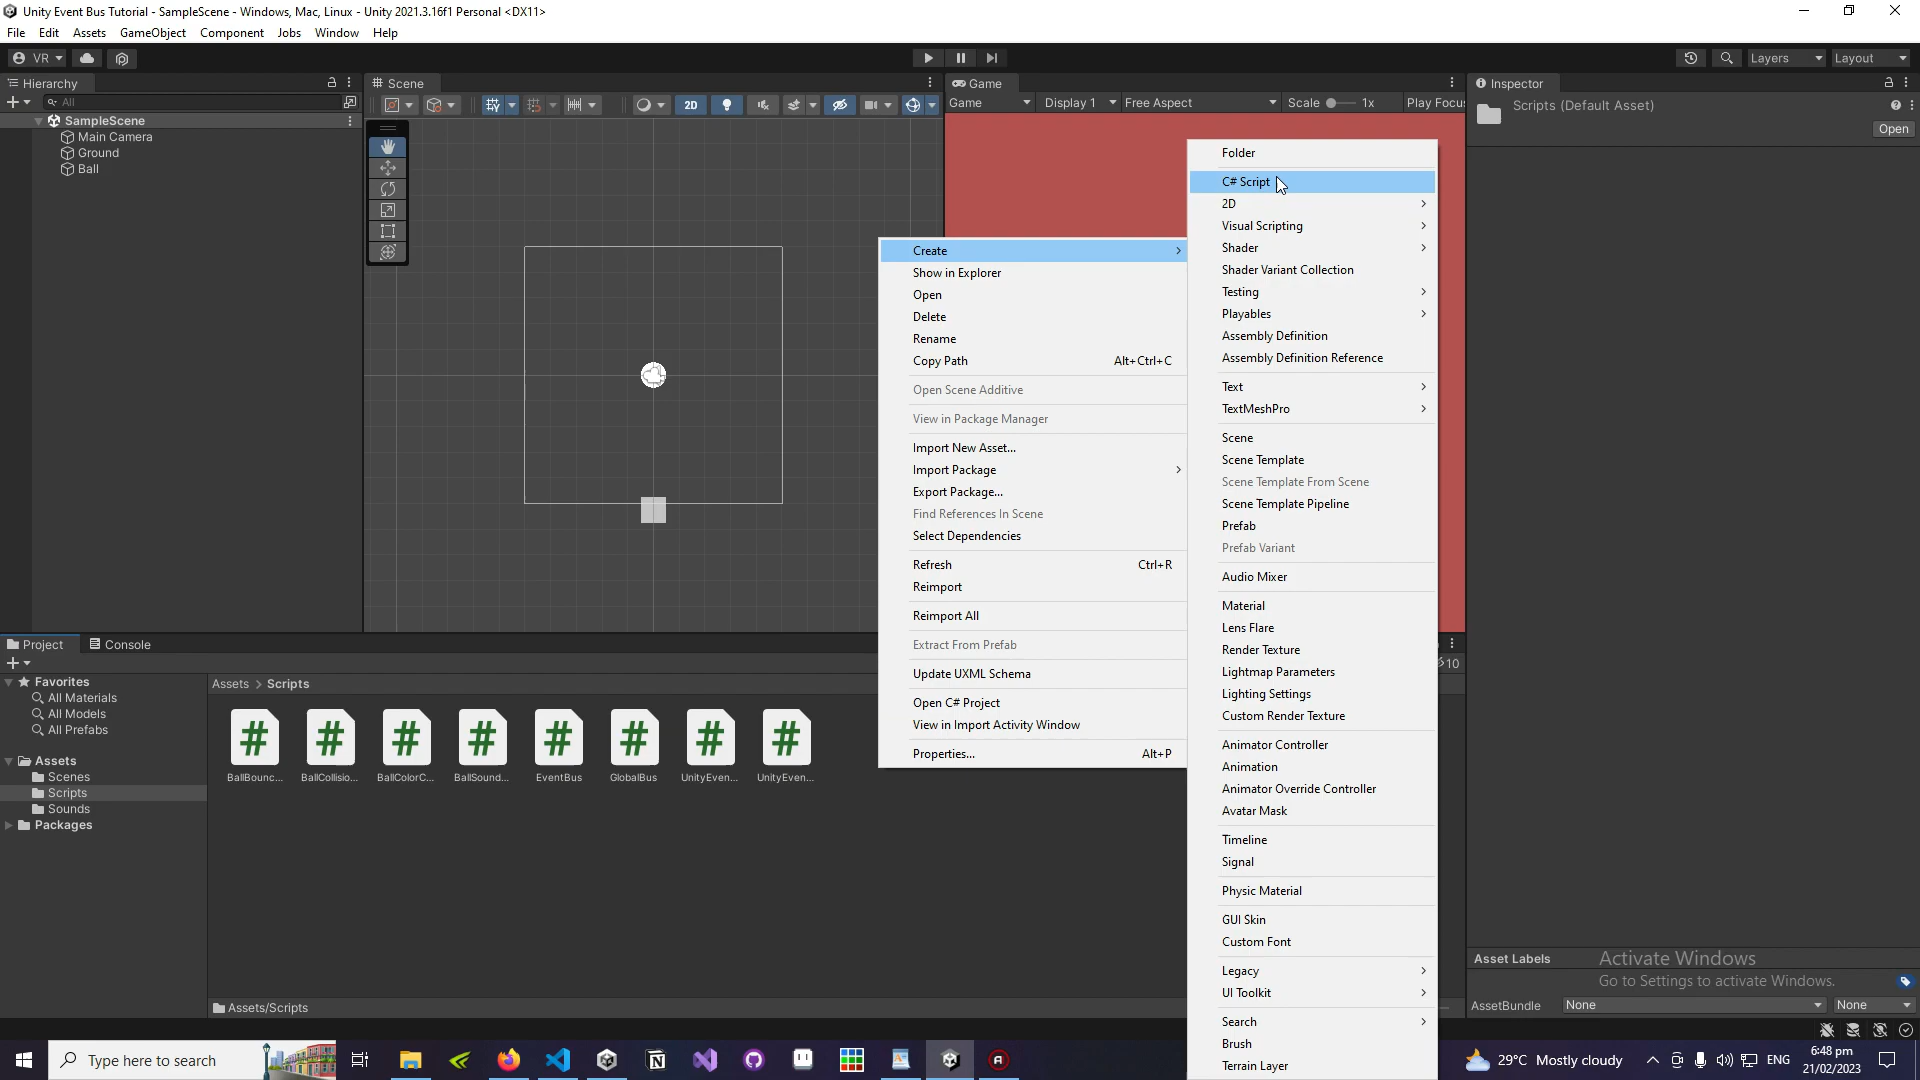 Unity Event Bus Tutorial - SampleScene - Windows, Mac, Linux - Unity 2021.3.16f1 Personal <DX11>
File Edit Assets GameObject Component Jobs Window Help
VR Layers Layout
Hierarchy
All
SampleScene
Main Camera
Ground
Ball
Scene
2D
Game
Game Display 1 Free Aspect Scale 1x Play Focus
Inspector
Scripts (Default Asset)
Open
Create
Show in Explorer
Open
Delete
Rename
Copy Path Alt+Ctrl+C
Open Scene Additive
View in Package Manager
Import New Asset...
Import Package
Export Package...
Find References In Scene
Select Dependencies
Refresh Ctrl+R
Reimport
Reimport All
Extract From Prefab
Update UXML Schema
Open C# Project
View in Import Activity Window
Properties... Alt+P
Folder
C# Script
2D
Visual Scripting
Shader
Shader Variant Collection
Testing
Playables
Assembly Definition
Assembly Definition Reference
Text
TextMeshPro
Scene
Scene Template
Scene Template From Scene
Scene Template Pipeline
Prefab
Prefab Variant
Audio Mixer
Material
Lens Flare
Render Texture
Lightmap Parameters
Lighting Settings
Custom Render Texture
Animator Controller
Animation
Animator Override Controller
Avatar Mask
Timeline
Signal
Physic Material
GUI Skin
Custom Font
Legacy
UI Toolkit
Search
Brush
Terrain Layer
Project Console
10
Favorites
All Materials
All Models
All Prefabs
Assets
Scenes
Scripts
Sounds
Packages
Assets > Scripts
BallBounc... BallCollisio... BallColorC... BallSound... EventBus GlobalBus UnityEven... UnityEven...
Assets/Scripts
Asset Labels
Activate Windows
Go to Settings to activate Windows.
AssetBundle None None
Type here to search
29°C Mostly cloudy
ENG
6:48 pm
21/02/2023